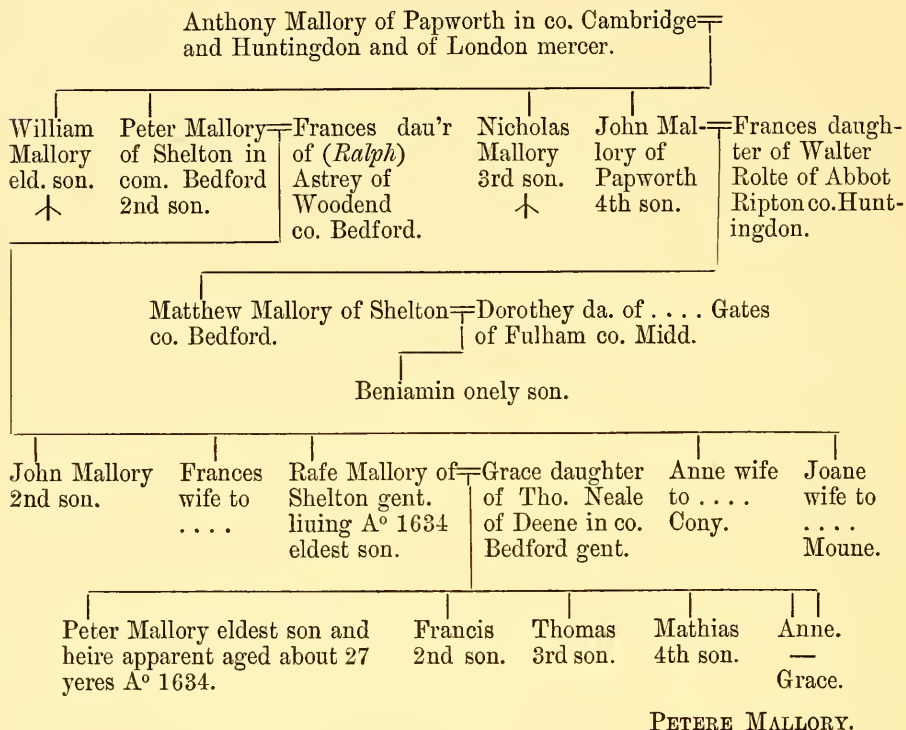 Anthony Mallory of Papworth in co. Cambridge
and Huntingdon and of London mercer.
William
Mallory
eld. son.
Peter Mallory
of Shelton in
com. Bedford
2nd son.
Frances dau'r
of (Ralph)
Astrey of
Woodend
co. Bedford.
Nicholas
Mallory
3rd son.
John Mal-
lory of
Papworth
4th son.
Frances daugh-
ter of Walter
Rolte of Abbot
Ripton co. Hunt-
ingdon.
Matthew Mallory of Shelton
co. Bedford.
Dorothey da. of . . . . Gates
of Fulham co. Midd.
Beniamin onely son.
John Mallory
2nd son.
Frances
wife to
. . . .
Rafe Mallory of
Shelton gent.
liuing Aº 1634
eldest son.
Grace daughter
of Tho. Neale
of Deene in co.
Bedford gent.
Anne wife
to . . . .
Cony.
Joane
wife to
. . . .
Moune.
Peter Mallory eldest son and
heire apparent aged about 27
yeres Aº 1634.
Francis
2nd son.
Thomas
3rd son.
Mathias
4th son.
Anne.
—
Grace.
PETERE MALLORY.